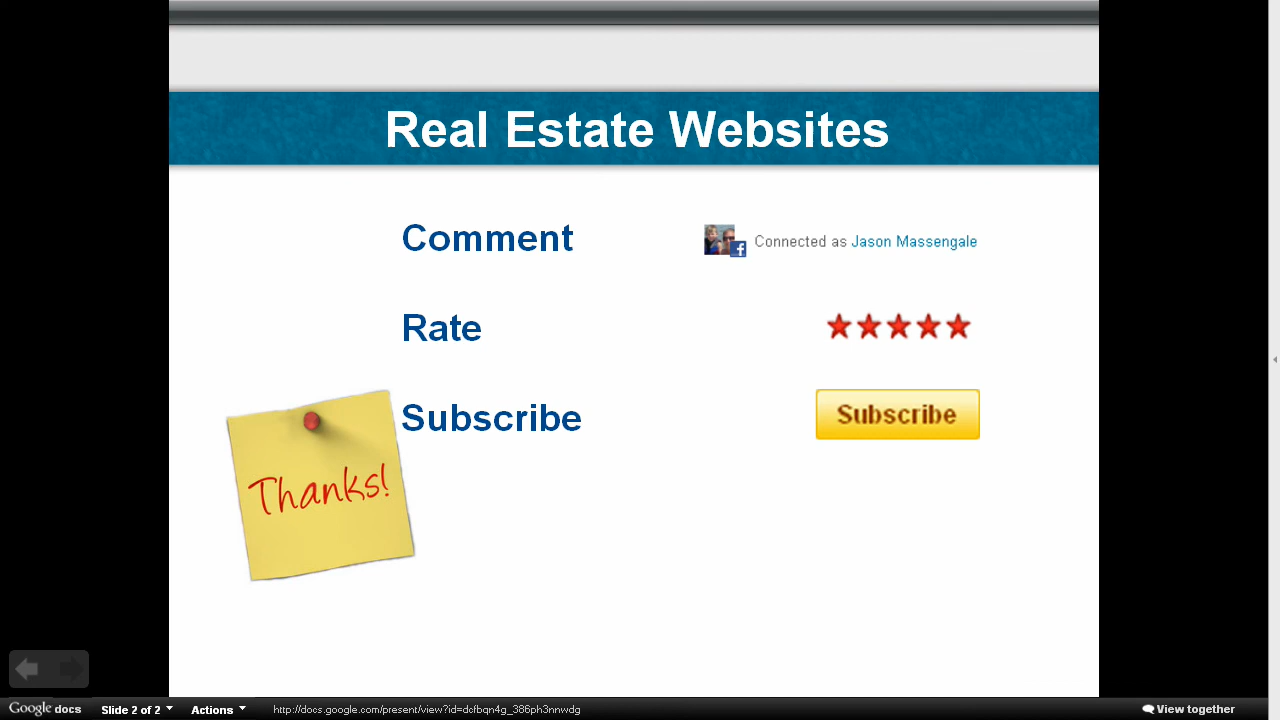 Real Estate Websites
Comment
f Connected as Jason Massengale
Rate
Subscribe
Subscribe
Thanks!
Google docs Slide 2 of 2 Actions http://docs.google.com/present/view?id=dcfbqn4g_386ph3nnwdg View together